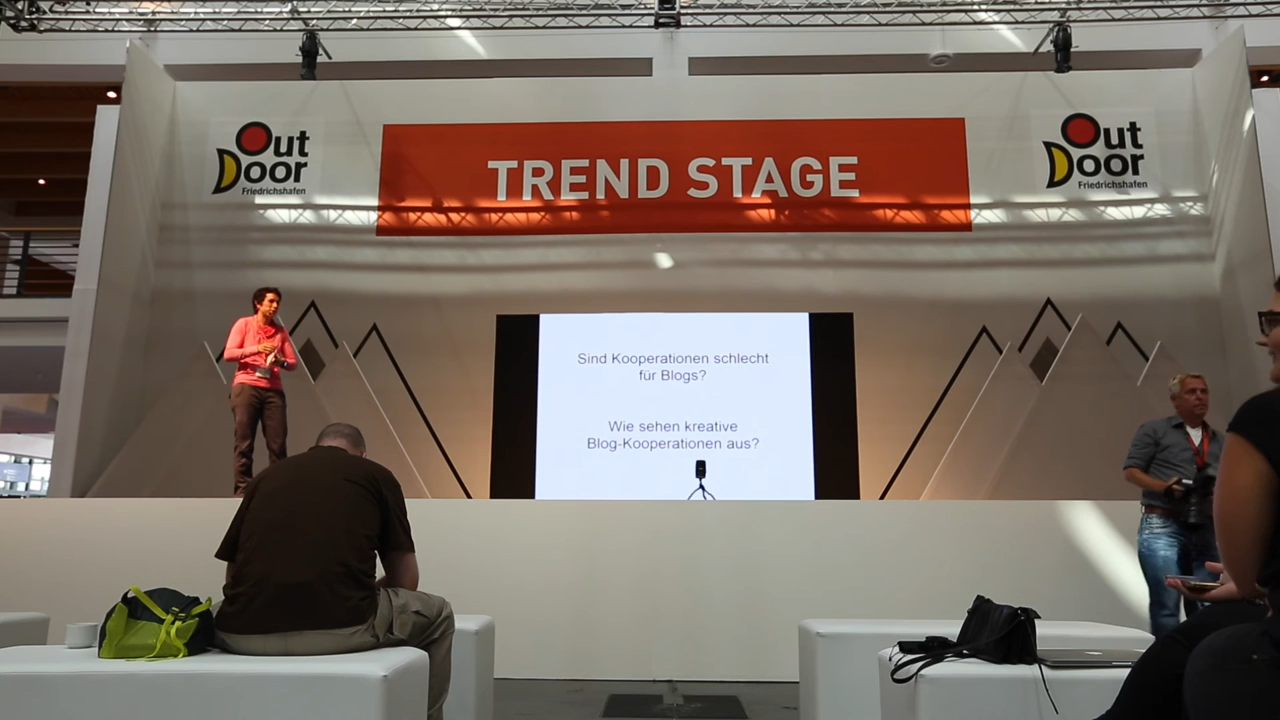 Out
Door
Friedrichshafen
TREND STAGE
Out
Door
Friedrichshafen
Sind Kooperationen schlecht
für Blogs?
Wie sehen kreative
Blog-Kooperationen aus?